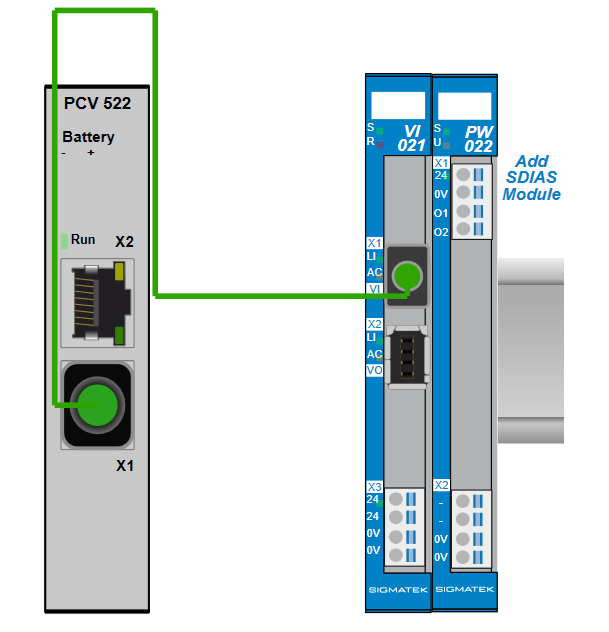 PCV 522
Battery
- +
Run X2
X1
S
R
VI
021
X1
LI
AC
VI
X2
LI
AC
VO
X3
24
24
0V
0V
SIGMATEK
S
U
PW
022
X1
24
0V
O1
O2
X2
-
-
0V
0V
SIGMATEK
Add
SDIAS
Module